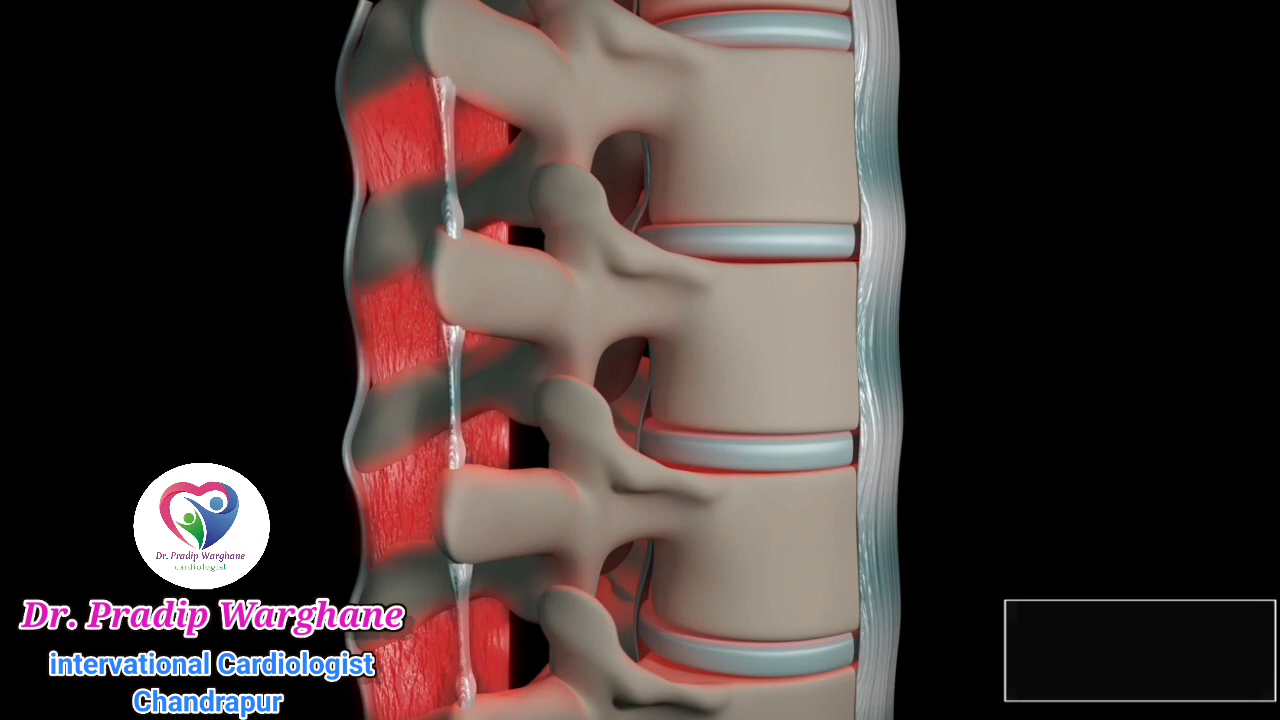 Dr. Pradip Warghane
cardiologist
Dr. Pradip Warghane
intervational Cardiologist
Chandrapur